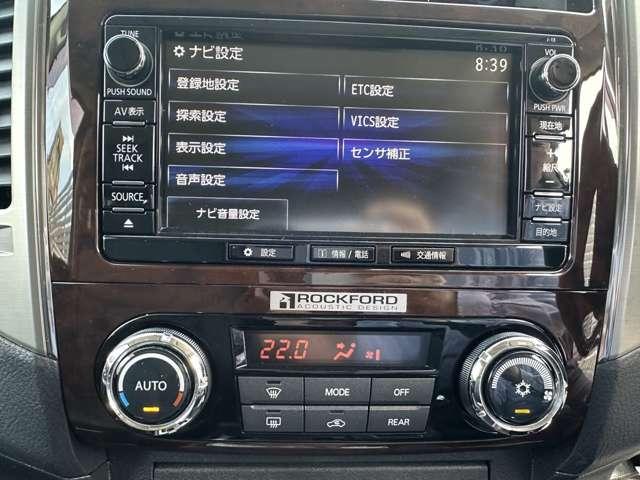 TUNE
PUSH SOUND
AV表示
SEEK
TRACK
SOURCE
ナビ設定
8:39
登録地設定
ETC設定
探索設定
VICS設定
表示設定
センサ補正
音声設定
ナビ音量設定
VOL
PUSH PWR
現在地
+
縮尺
-
ナビ設定
目的地
設定
情報/電話
交通情報
ROCKFORD
ACOUSTIC DESIGN
22.0
AUTO
MODE
OFF
REAR